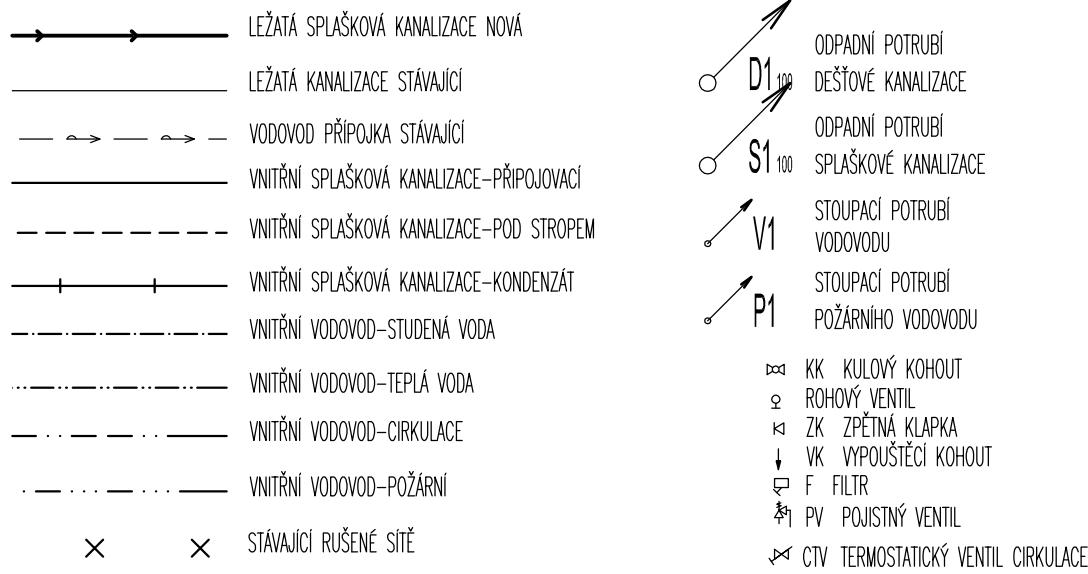 LEŽATÁ SPLAŠKOVÁ KANALIZACE NOVÁ
LEŽATÁ KANALIZACE STÁVAJÍCÍ
VODOVOD PŘÍPOJKA STÁVAJÍCÍ
VNITŘNÍ SPLAŠKOVÁ KANALIZACE-PŘIPOJOVACÍ
VNITŘNÍ SPLAŠKOVÁ KANALIZACE-POD STROPEM
VNITŘNÍ SPLAŠKOVÁ KANALIZACE-KONDENZÁT
VNITŘNÍ VODOVOD-STUDENÁ VODA
VNITŘNÍ VODOVOD-TEPLÁ VODA
VNITŘNÍ VODOVOD-CIRKULACE
VNITŘNÍ VODOVOD-POŽÁRNÍ
STÁVAJÍCÍ RUŠENÉ SÍTĚ
ODPADNÍ POTRUBÍ
D1 100 DEŠŤOVÉ KANALIZACE
ODPADNÍ POTRUBÍ
S1 100 SPLAŠKOVÉ KANALIZACE
STOUPACÍ POTRUBÍ
V1 VODOVODU
STOUPACÍ POTRUBÍ
P1 POŽÁRNÍHO VODOVODU
KK KULOVÝ KOHOUT
ROHOVÝ VENTIL
ZK ZPĚTNÁ KLAPKA
VK VYPOUŠTĚCÍ KOHOUT
F FILTR
PV POJISTNÝ VENTIL
CTV TERMOSTATICKÝ VENTIL CIRKULACE